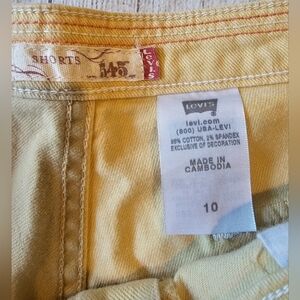 SHORTS 545
Levi's
LEVI'S
levi.com
(800) USA-LEVI
98% COTTON, 2% SPANDEX
EXCLUSIVE OF DECORATION
MADE IN
CAMBODIA
10